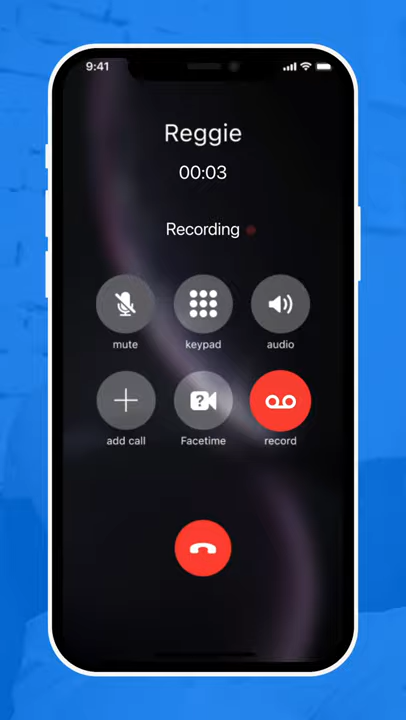 9:41
Reggie
00:03
Recording
mute
keypad
audio
?
add call
Facetime
record